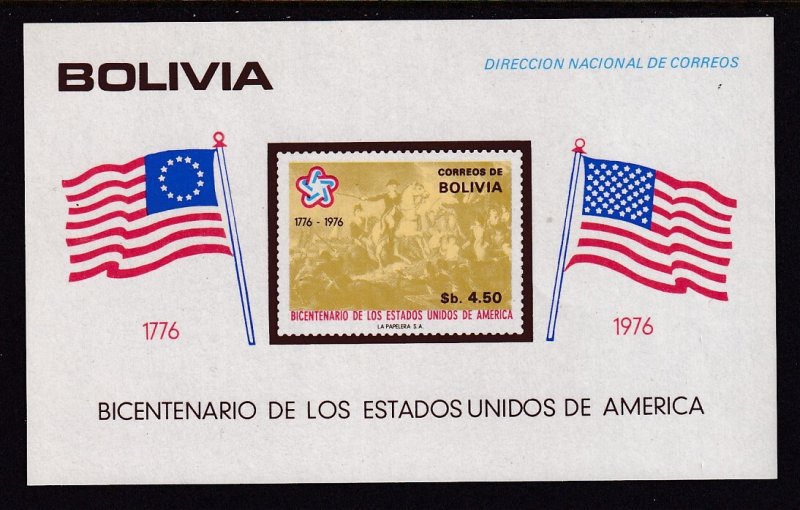 BOLIVIA
DIRECCION NACIONAL DE CORREOS
CORREOS DE
BOLIVIA
1776 - 1976
$b. 4.50
BICENTENARIO DE LOS ESTADOS UNIDOS DE AMERICA
LA PAPELERA S.A.
1776
1976
BICENTENARIO DE LOS ESTADOS UNIDOS DE AMERICA